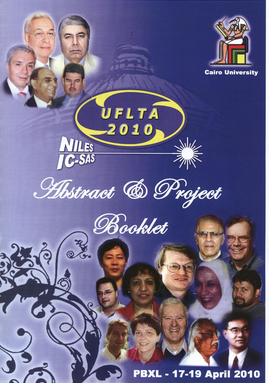 Cairo University
UFLTA
2010
NILES
IC-SAS
Abstract & Project
Booklet
PBXL - 17-19 April 2010